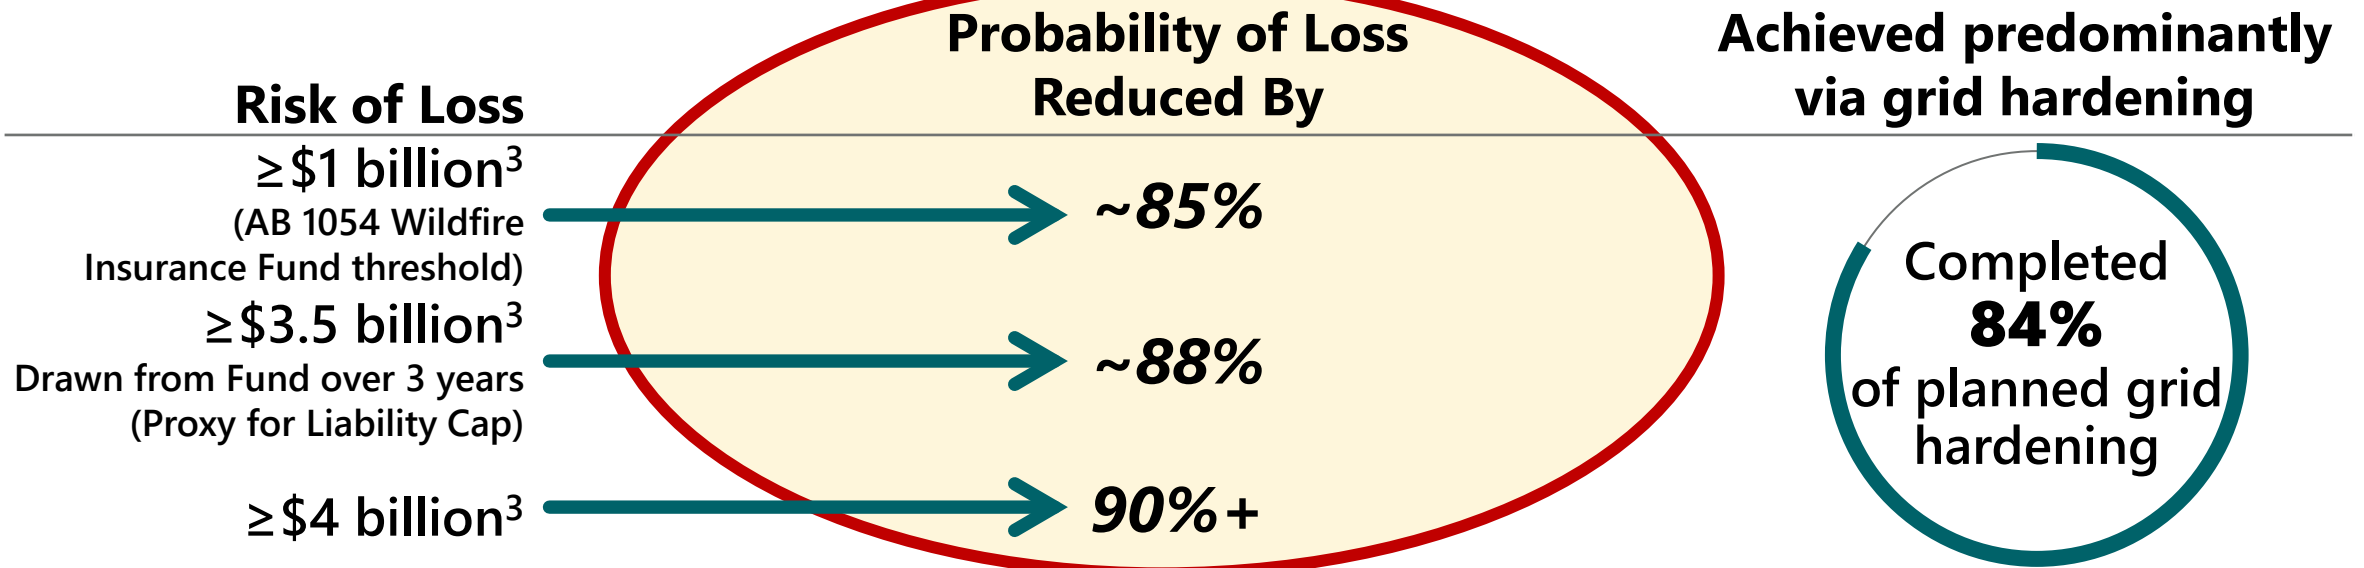 Risk of Loss
Probability of Loss
Reduced By
Achieved predominantly
via grid hardening
≥$1 billion³
(AB 1054 Wildfire
Insurance Fund threshold)
~85%
≥$3.5 billion³
Drawn from Fund over 3 years
(Proxy for Liability Cap)
~88%
≥$4 billion³
90%+
Completed
84%
of planned grid
hardening